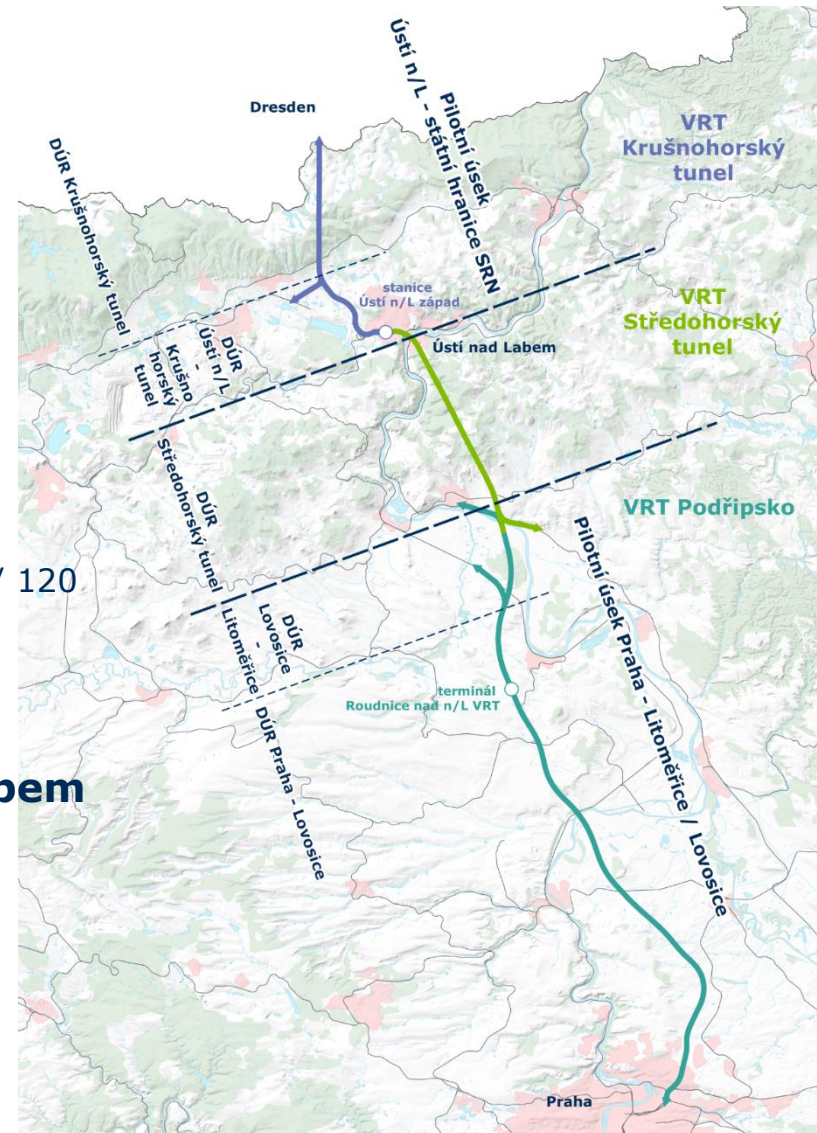 Dresden
Pilotní úsek
Ústí n/L - státní hranice SRN
VRT
Krušnohorský
tunel
DÚR Krušnohorský tunel
stanice
Ústí n/L západ
VRT
Středohorský
tunel
DÚR
Ústí n/L
-
Krušno
horský
tunel
Ústí nad Labem
DÚR
Středohorský tunel
VRT Podřipsko
/ 120
DÚR
Lovosice
-
Litoměřice
Pilotní úsek Praha - Litoměřice / Lovosice
terminál
Roudnice nad n/L VRT
DÚR Praha - Lovosice
bem
Praha